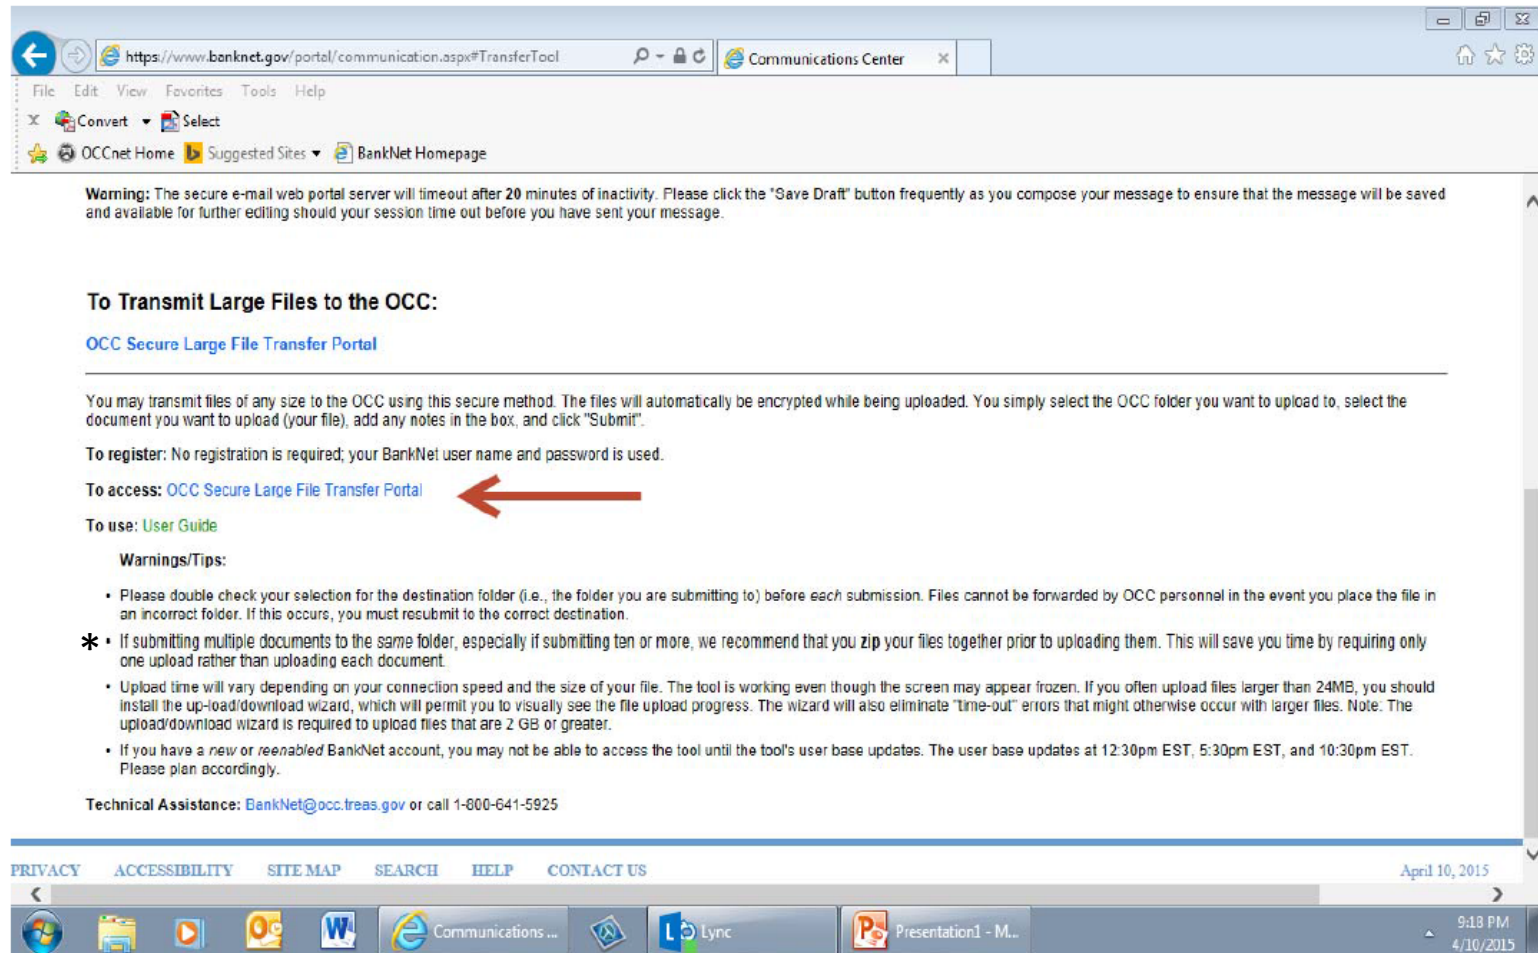 https://www.banknet.gov/portal/communication.aspx#TransferTool
Communications Center
File Edit View Favorites Tools Help
x Convert Select
OCCnet Home Suggested Sites BankNet Homepage
Warning: The secure e-mail web portal server will timeout after 20 minutes of inactivity. Please click the "Save Draft" button frequently as you compose your message to ensure that the message will be saved
and available for further editing should your session time out before you have sent your message.
To Transmit Large Files to the OCC:
OCC Secure Large File Transfer Portal
You may transmit files of any size to the OCC using this secure method. The files will automatically be encrypted while being uploaded. You simply select the OCC folder you want to upload to, select the
document you want to upload (your file), add any notes in the box, and click "Submit".
To register: No registration is required; your BankNet user name and password is used.
To access: OCC Secure Large File Transfer Portal
To use: User Guide
Warnings/Tips:
• Please double check your selection for the destination folder (i.e., the folder you are submitting to) before each submission. Files cannot be forwarded by OCC personnel in the event you place the file in
an incorrect folder. If this occurs, you must resubmit to the correct destination.
* • If submitting multiple documents to the same folder, especially if submitting ten or more, we recommend that you zip your files together prior to uploading them. This will save you time by requiring only
one upload rather than uploading each document.
• Upload time will vary depending on your connection speed and the size of your file. The tool is working even though the screen may appear frozen. If you often upload files larger than 24MB, you should
install the up-load/download wizard, which will permit you to visually see the file upload progress. The wizard will also eliminate "time-out" errors that might otherwise occur with larger files. Note: The
upload/download wizard is required to upload files that are 2 GB or greater.
• If you have a new or reenabled BankNet account, you may not be able to access the tool until the tool's user base updates. The user base updates at 12:30pm EST, 5:30pm EST, and 10:30pm EST.
Please plan accordingly.
Technical Assistance: BankNet@occ.treas.gov or call 1-800-641-5925
PRIVACY ACCESSIBILITY SITE MAP SEARCH HELP CONTACT US April 10, 2015
Communications ... Lync Presentation1 - M... 9:18 PM
4/10/2015